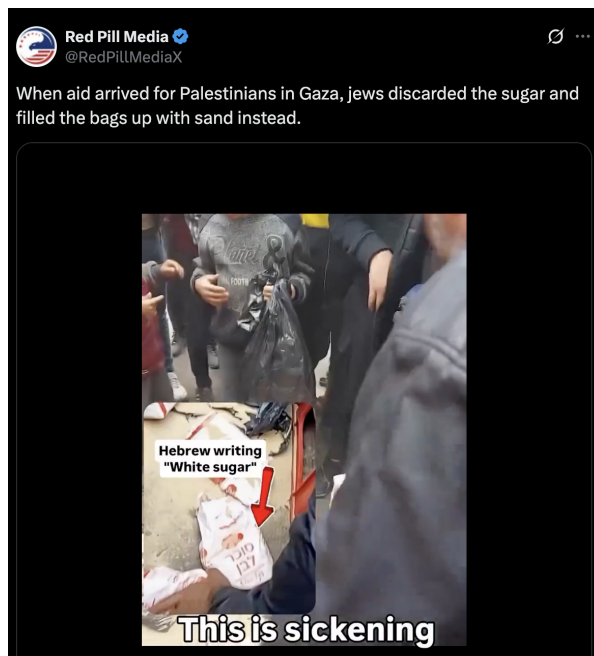 Red Pill Media
@RedPillMediaX
When aid arrived for Palestinians in Gaza, jews discarded the sugar and
filled the bags up with sand instead.
FOOTB
Hebrew writing
"White sugar"
סוכר
לבן
This is sickening